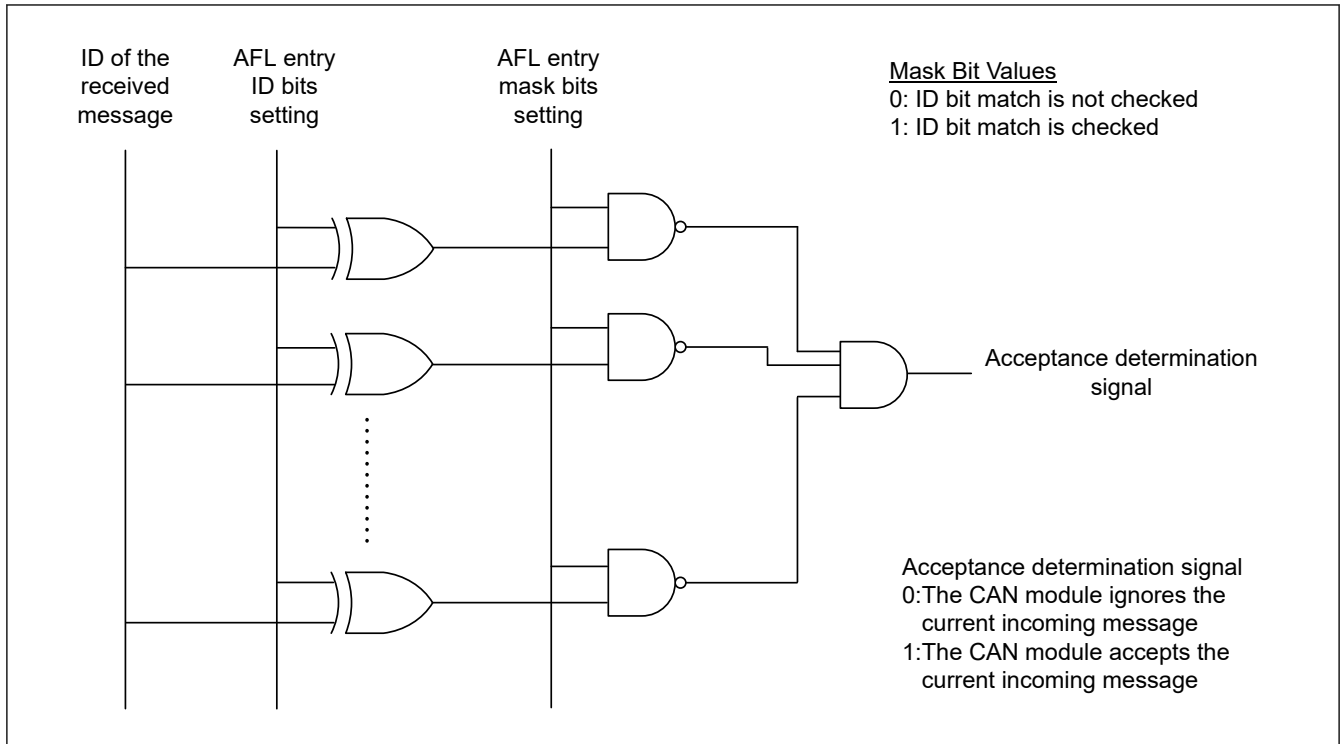 ID of the
received
message
AFL entry
ID bits
setting
AFL entry
mask bits
setting
Mask Bit Values
0: ID bit match is not checked
1: ID bit match is checked
Acceptance determination
signal
Acceptance determination signal
0:The CAN module ignores the
current incoming message
1:The CAN module accepts the
current incoming message